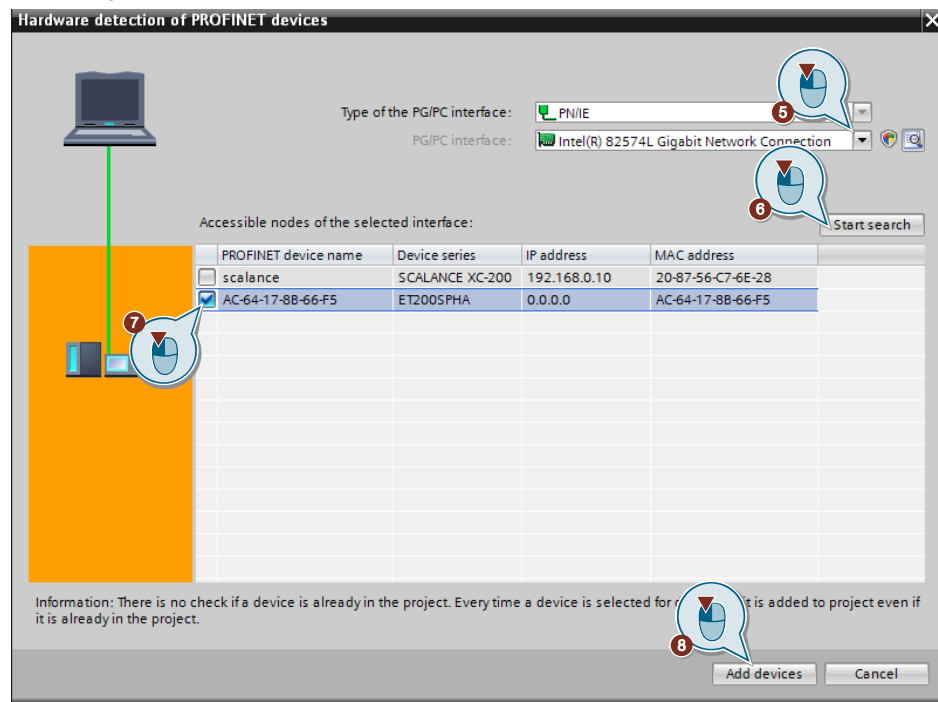 Hardware detection of PROFINET devices
Type of the PG/PC interface: PN/IE
5
PG/PC interface: Intel(R) 82574L Gigabit Network Connection
6
Accessible nodes of the selected interface: Start search
PROFINET device name Device series IP address MAC address
scalance SCALANCE XC-200 192.168.0.10 20-87-56-C7-6E-28
AC-64-17-8B-66-F5 ET200SPHA 0.0.0.0 AC-64-17-8B-66-F5
7
Information: There is no check if a device is already in the project. Every time a device is selected for it is added to project even if
it is already in the project.
8
Add devices Cancel